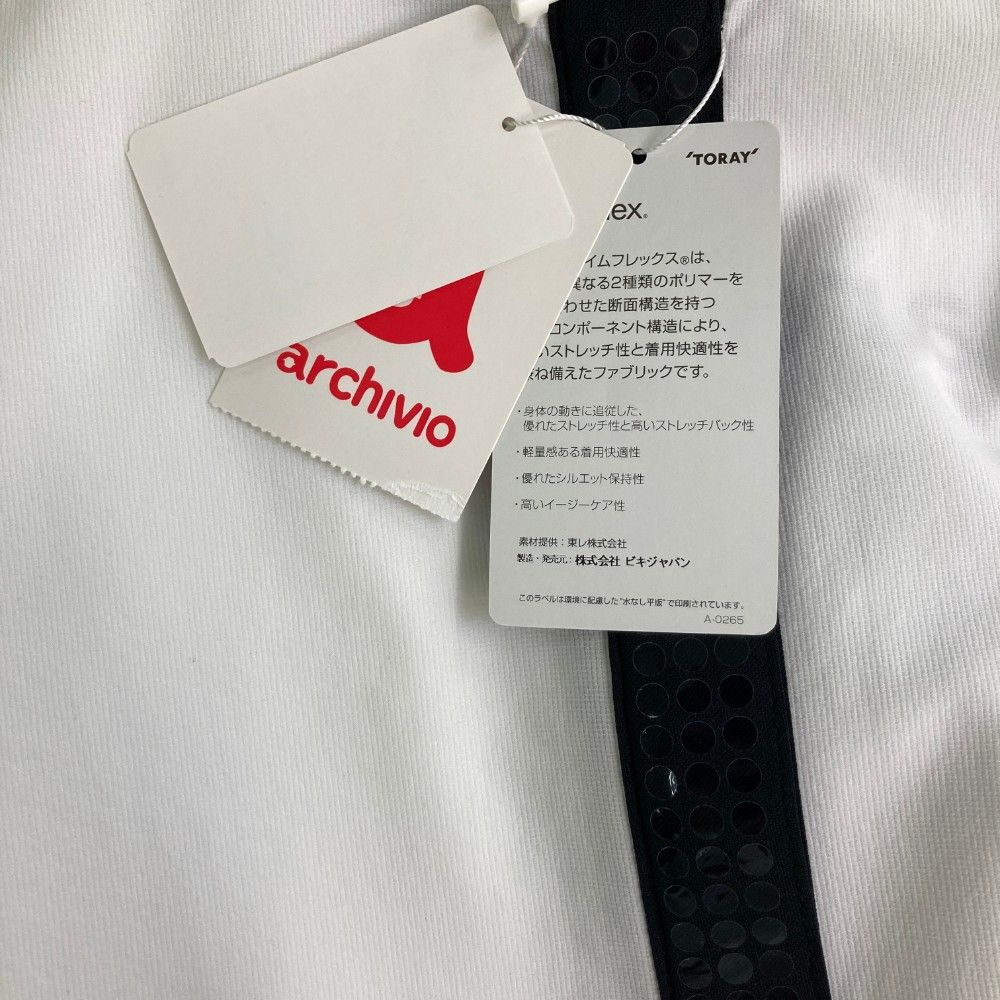 archivio
'TORAY'
ex®
イムフレックス®は、
異なる2種類のポリマーを
わせた断面構造を持つ
コンポーネント構造により、
いストレッチ性と着用快適性を
ね備えたファブリックです。
・身体の動きに追従した、
優れたストレッチ性と高いストレッチバック性
・軽量感ある着用快適性
・優れたシルエット保持性
・高いイージーケア性
素材提供：東レ株式会社
製造・発売元：株式会社 ビキジャパン
このラベルは環境に配慮した"水なし平版"で印刷されています。
A-0265